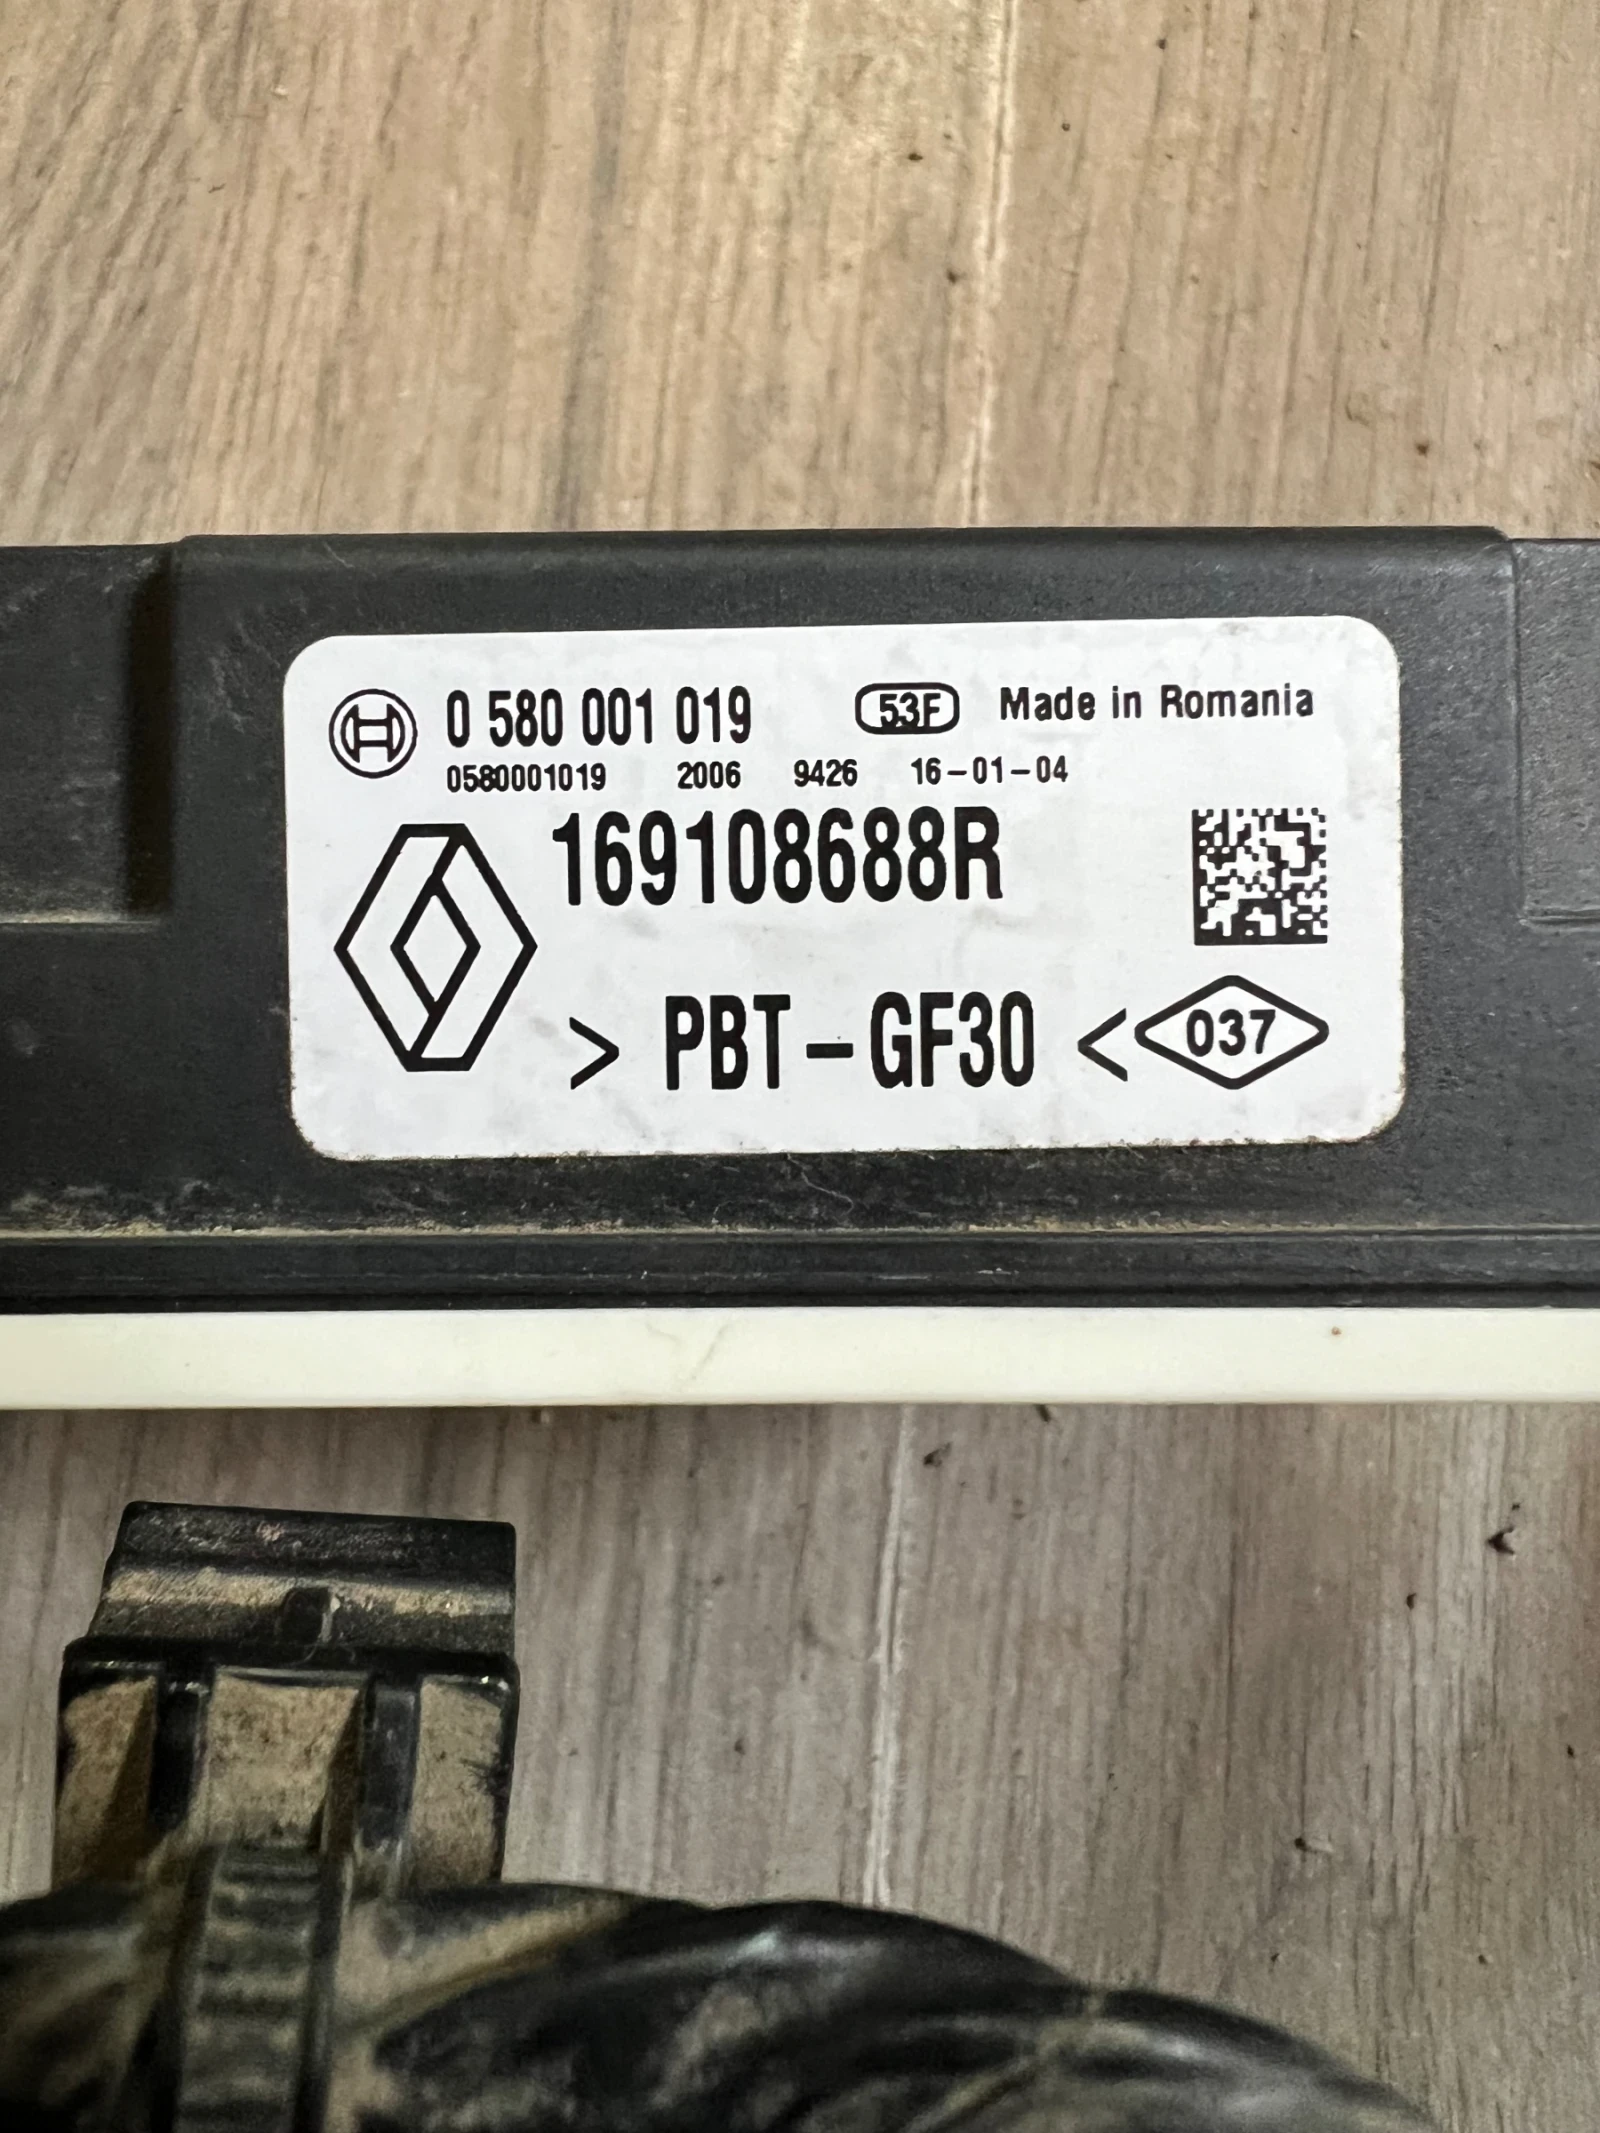 0 580 001 019 53F Made in Romania
0580001019 2006 9426 16-01-04
169108688R
> PBT-GF30 < 037